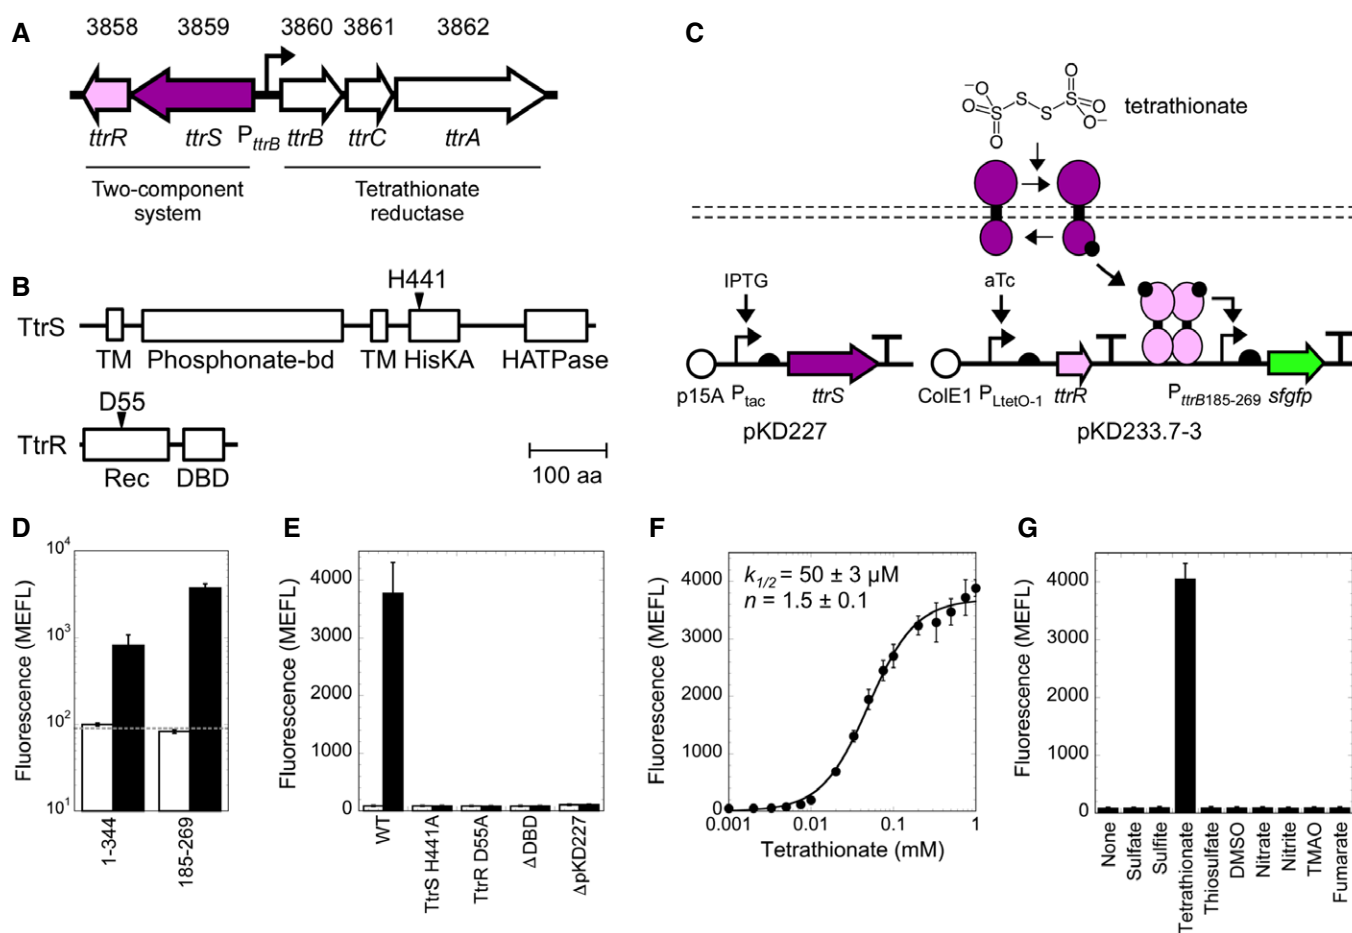 A
3858 3859 3860 3861 3862
ttrR ttrS PttrB ttrB ttrC ttrA
Two-component system
Tetrathionate reductase
B
H441
TtrS
TM Phosphonate-bd TM HisKA HATPase
D55
TtrR
Rec DBD
100 aa
C
O O
−O S S O
O S S O−
O
tetrathionate
IPTG aTc
p15A Ptac ttrS
ColE1 PLtetO-1 ttrR PttrB185-269 sfgfp
pKD227 pKD233.7-3
D
Fluorescence (MEFL)
10^4
10^3
10^2
10^1
1-344
185-269
E
Fluorescence (MEFL)
4000
3000
2000
1000
0
WT
TtrS H441A
TtrR D55A
ΔDBD
ΔpKD227
F
Fluorescence (MEFL)
k1/2 = 50 ± 3 µM
n = 1.5 ± 0.1
4000
3000
2000
1000
0
0.001 0.01 0.1 1
Tetrathionate (mM)
G
Fluorescence (MEFL)
4000
3000
2000
1000
0
None
Sulfate
Sulfite
Tetrathionate
Thiosulfate
DMSO
Nitrate
Nitrite
TMAO
Fumarate